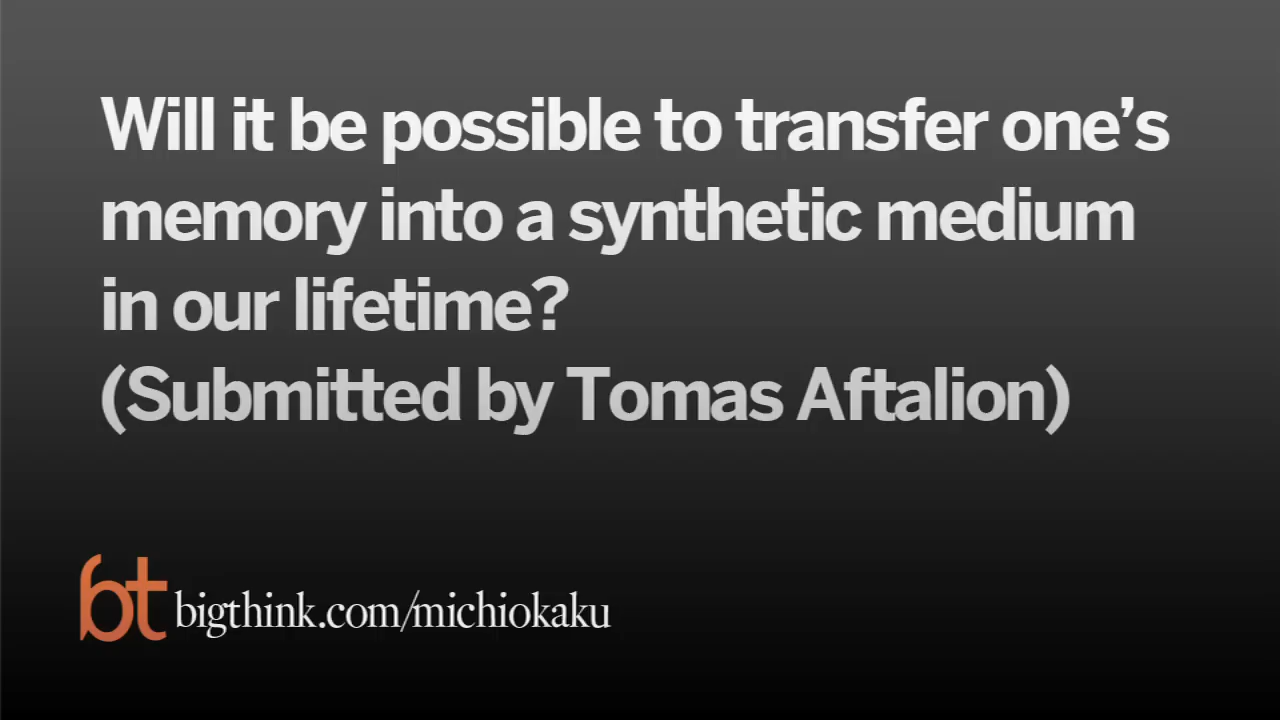 Will it be possible to transfer one’s
memory into a synthetic medium
in our lifetime?
(Submitted by Tomas Aftalion)
bt bigthink.com/michiokaku